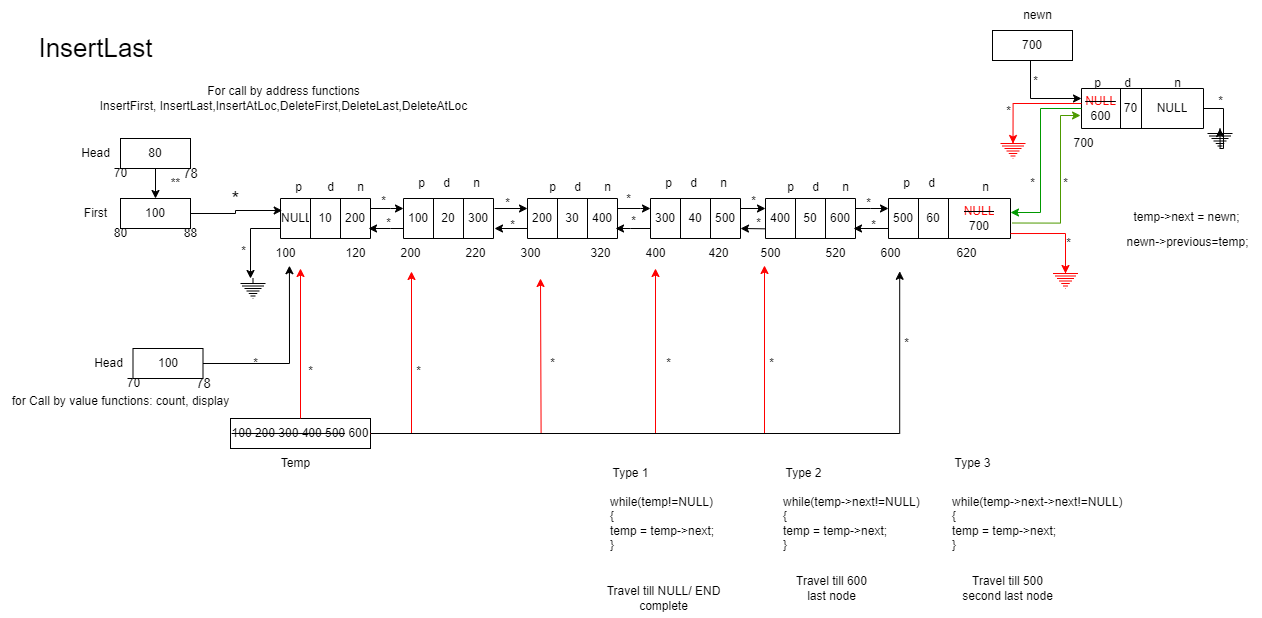 newn
700
InsertLast
p d n
For call by address functions
InsertFirst, InsertLast,InsertAtLoc,DeleteFirst,DeleteLast,DeleteAtLoc
*
NULL
600
70
NULL
*
*
700
Head
80
70
78
**
First
100
80
88
*
p d n
NULL 10 200
100
120
*
*
*
p d n
100 20 300
200
220
*
*
p d n
200 30 400
300
320
*
*
p d n
300 40 500
400
420
*
*
p d n
400 50 600
500
520
*
*
p d n
500 60
NULL
700
600
620
*
*
*
temp->next = newn;
newn->previous=temp;
Head
100
70
78
*
*
*
*
*
*
*
for Call by value functions: count, display
100 200 300 400 500 600
Temp
Type 1
while(temp!=NULL)
{
temp = temp->next;
}
Travel till NULL/ END
complete
Type 2
while(temp->next!=NULL)
{
temp = temp->next;
}
Travel till 600
last node
Type 3
while(temp->next->next!=NULL)
{
temp = temp->next;
}
Travel till 500
second last node